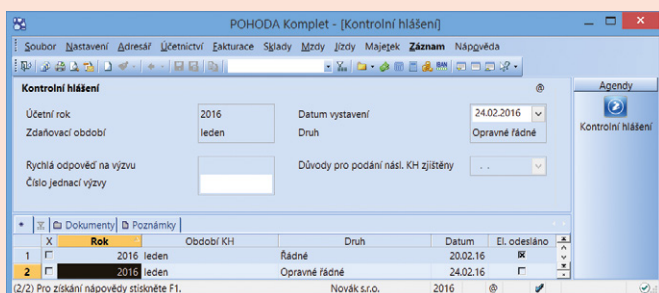 POHODA Komplet - [Kontrolní hlášení]
Soubor Nastavení Adresář Účetnictví Fakturace Sklady Mzdy Jízdy Majetek Záznam Nápověda
Kontrolní hlášení @ Agendy
Účetní rok 2016 Datum vystavení 24.02.2016 Kontrolní hlášení
Zdaňovací období leden Druh Opravné řádné
Rychlá odpověď na výzvu Důvody pro podání násl. KH zjištěny . .
Číslo jednací výzvy
* Dokumenty Poznámky
X Rok Období KH Druh Datum El. odesláno
1 2016 leden Řádné 20.02.16
2 2016 leden Opravné řádné 24.02.16
(2/2) Pro získání nápovědy stiskněte F1. Novák s.r.o. 2016 @